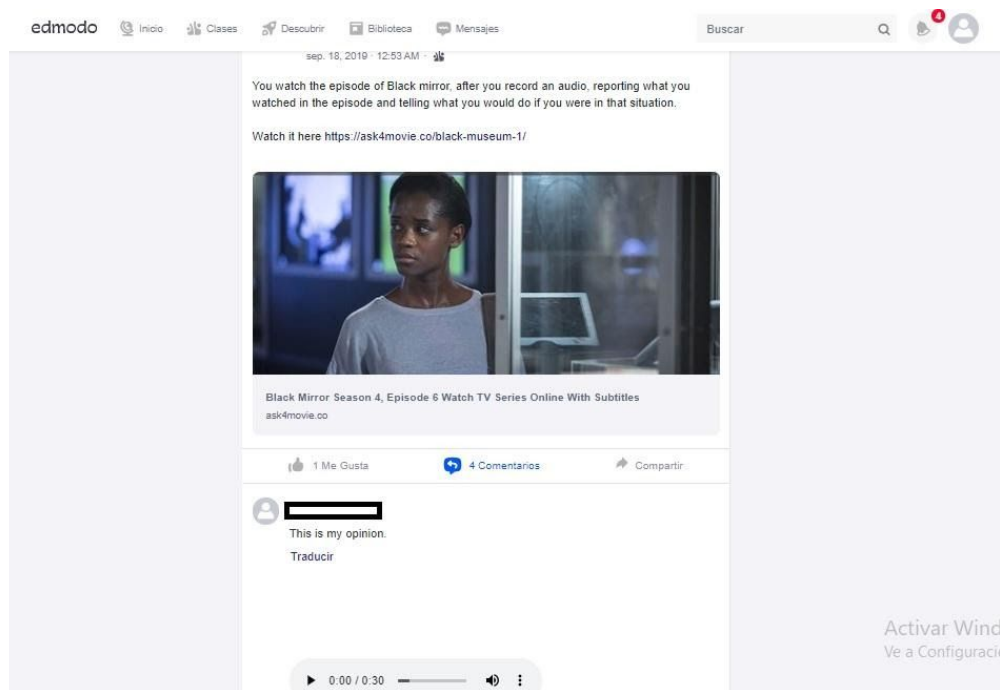 edmodo Inicio Clases Descubrir Biblioteca Mensajes Buscar 4
sep. 18, 2019 · 12:53 AM ·
You watch the episode of Black mirror, after you record an audio, reporting what you
watched in the episode and telling what you would do if you were in that situation.
Watch it here https://ask4movie.co/black-museum-1/
Black Mirror Season 4, Episode 6 Watch TV Series Online With Subtitles
ask4movie.co
1 Me Gusta 4 Comentarios Compartir
This is my opinion.
Traducir
Activar Wind
Ve a Configuració
0:00 / 0:30